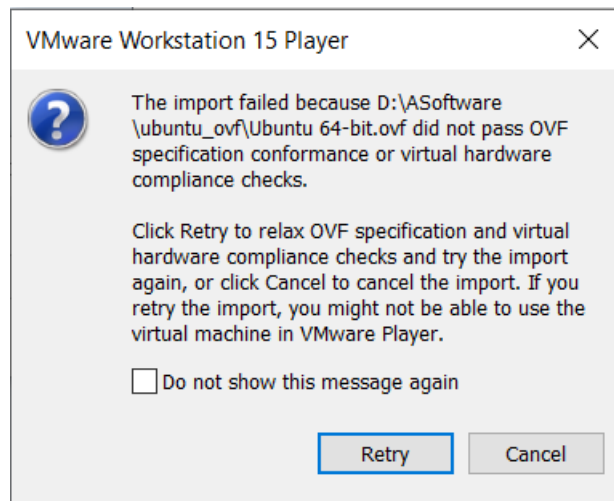 VMware Workstation 15 Player
The import failed because D:\ASoftware
\ubuntu_ovf\Ubuntu 64-bit.ovf did not pass OVF
specification conformance or virtual hardware
compliance checks.
Click Retry to relax OVF specification and virtual
hardware compliance checks and try the import
again, or click Cancel to cancel the import. If you
retry the import, you might not be able to use the
virtual machine in VMware Player.
Do not show this message again
Retry
Cancel